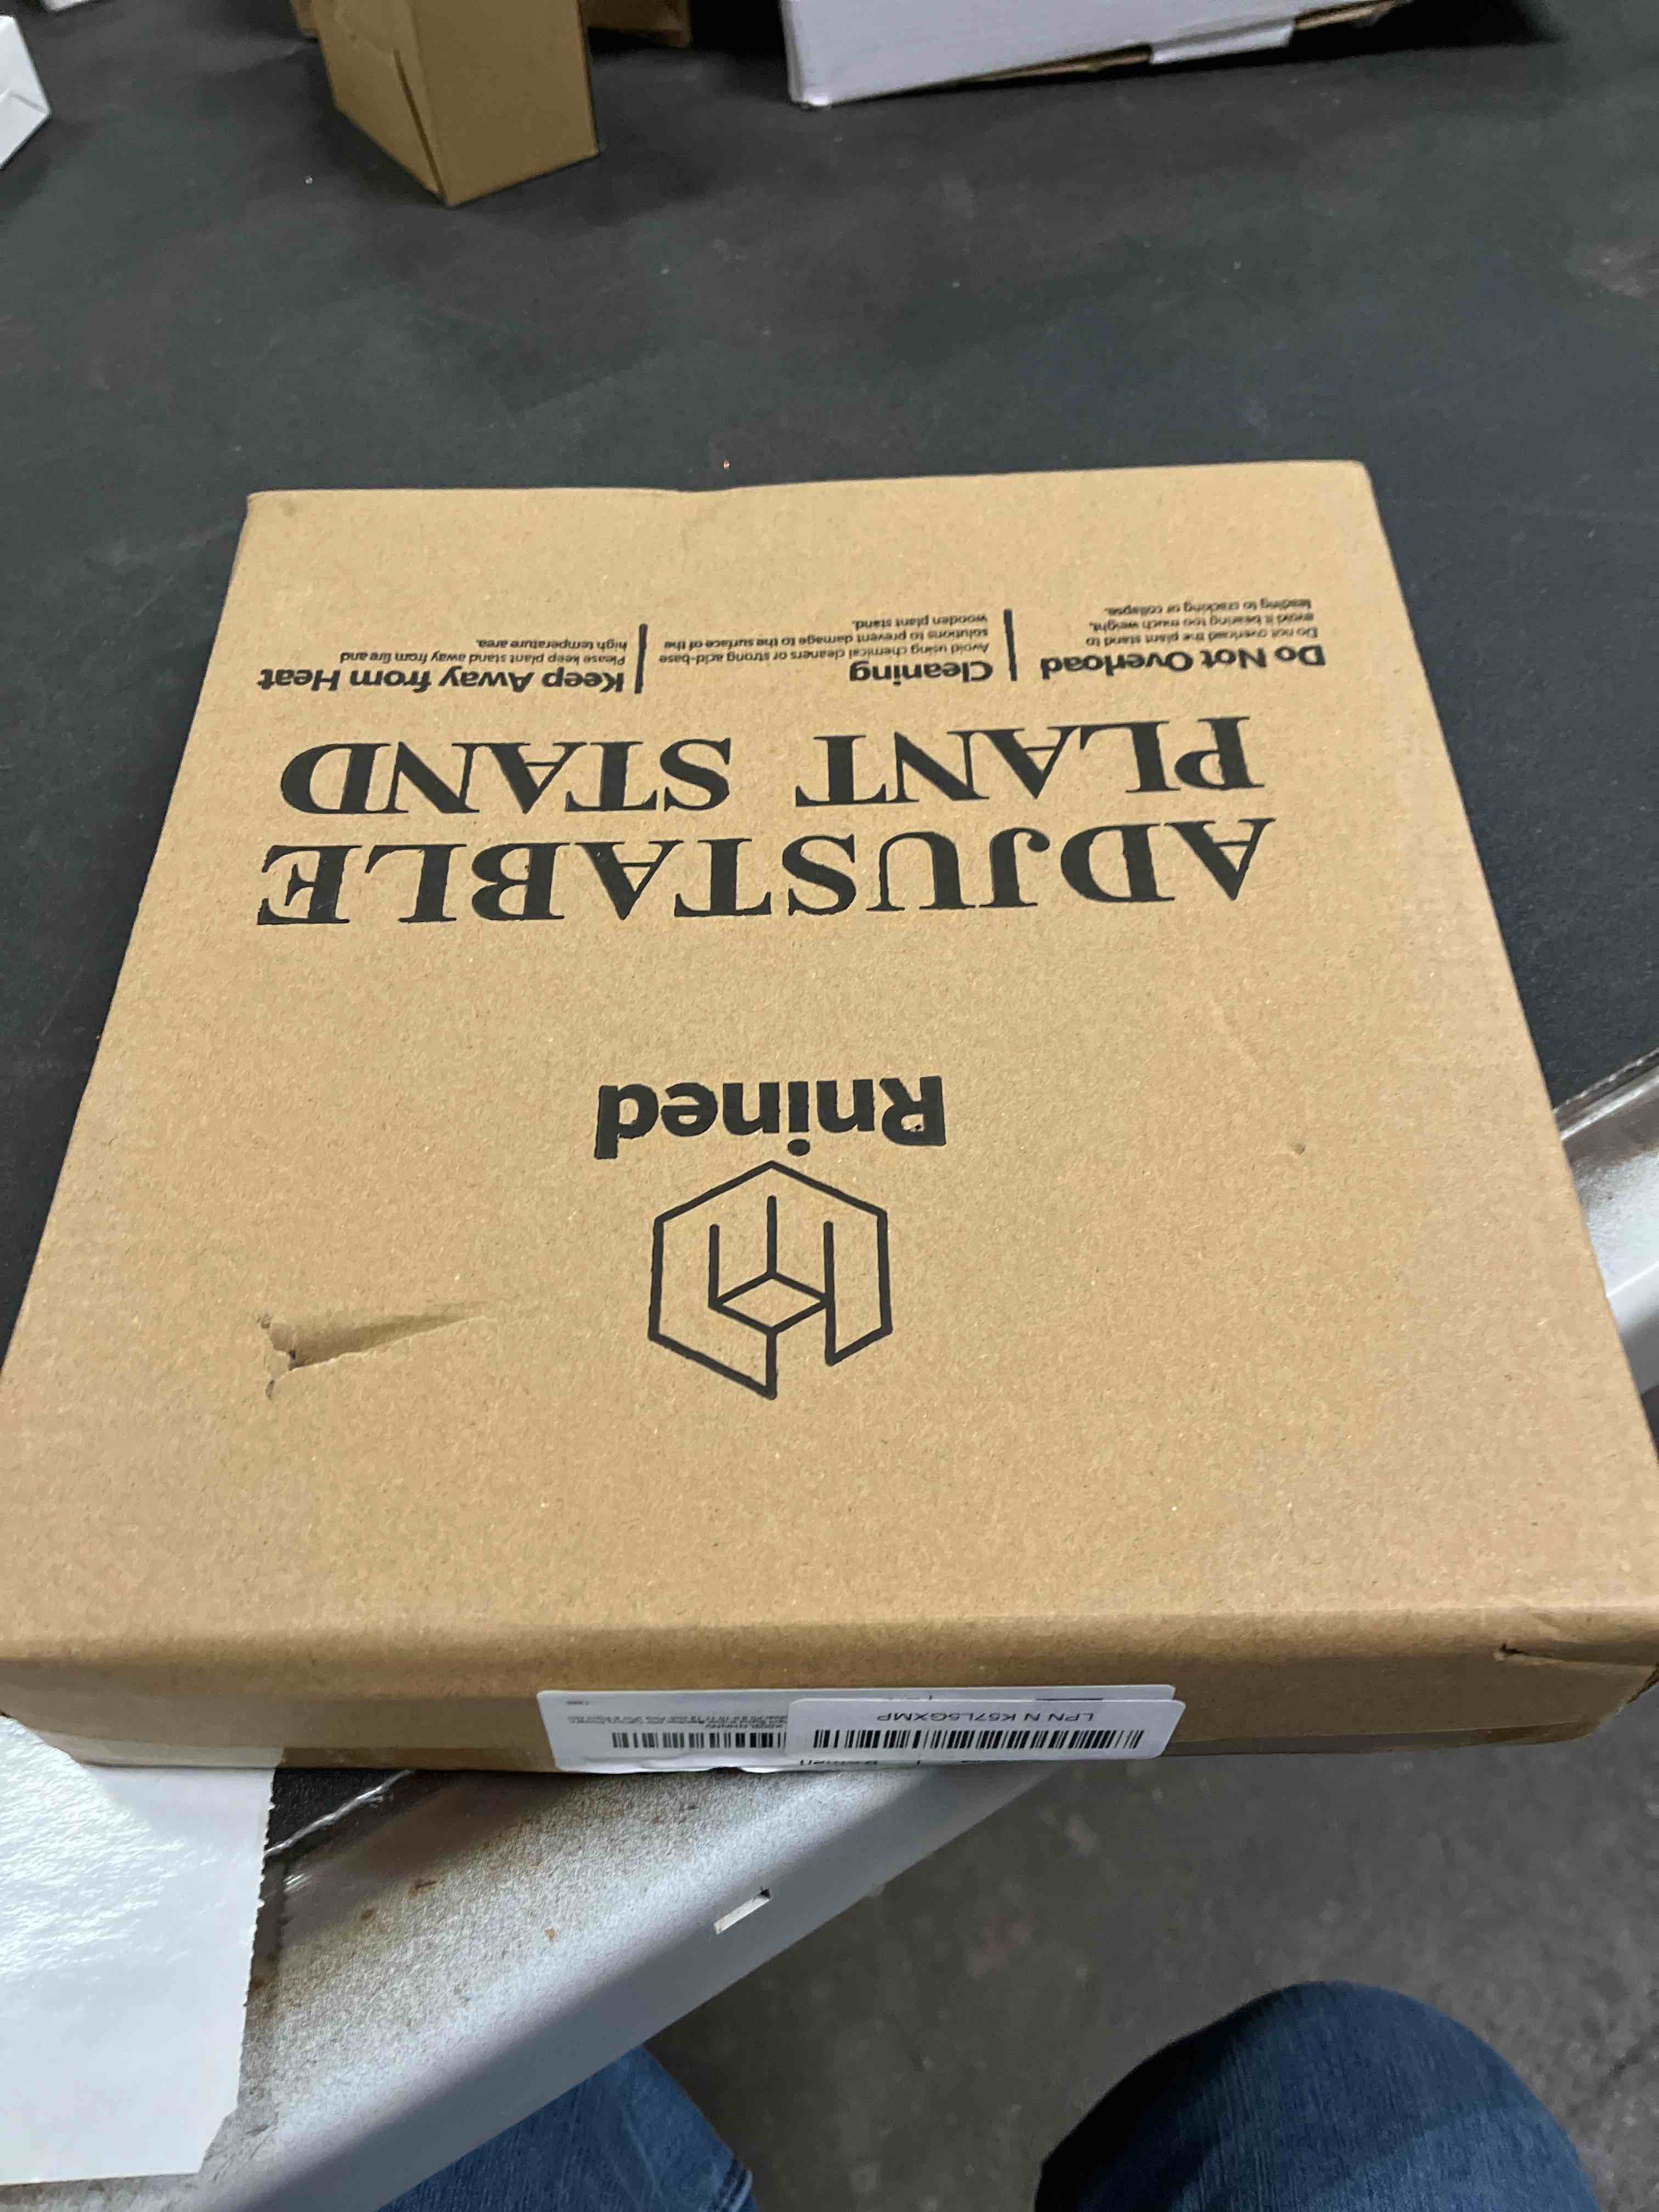 Rnined
ADJUSTABLE
PLANT STAND
Do Not Overload
Do not overload the plant stand to
avoid it bearing too much weight,
leading to cracking or collapse.
Cleaning
Avoid using chemical cleaners or strong acid-base
solutions to prevent damage to the surface of the
wooden plant stand.
Keep Away from Heat
Please keep plant stand away from fire and
high temperature area.
LPN N K57L5GXMP